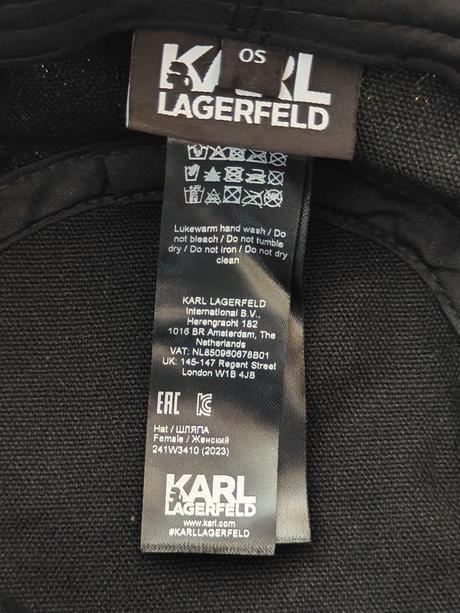 OS
KARL
LAGERFELD
Lukewarm hand wash / Do
not bleach / Do not tumble
dry / Do not iron / Do not dry
clean
KARL LAGERFELD
International B.V.,
Herengracht 182
1016 BR Amsterdam, The
Netherlands
VAT: NL850960678B01
UK: 145-147 Regent Street
London W1B 4JB
EAC
Hat / ШЛЯПА
Female / Женский
241W3410 (2023)
KARL
LAGERFELD
www.karl.com
#KARLLAGERFELD